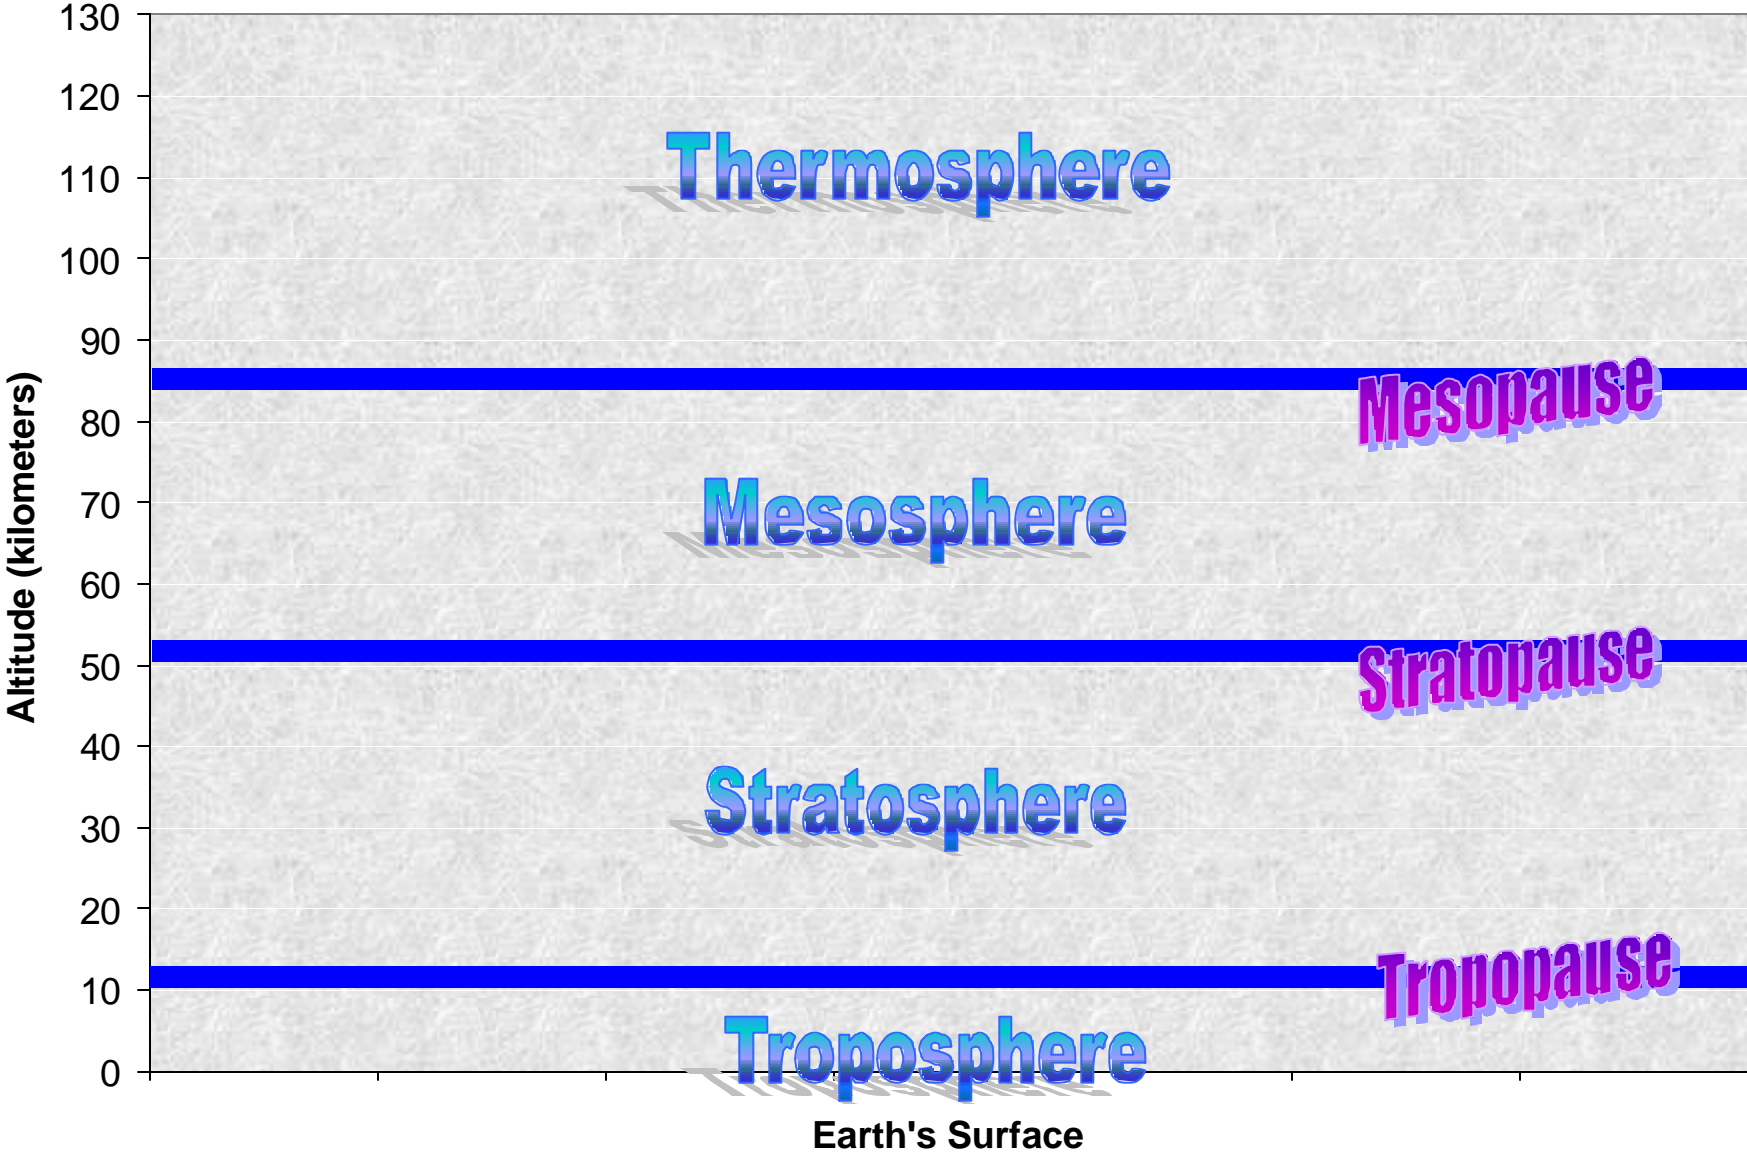 130
120
Thermosphere
110
100
90
Mesopause
80
Mesosphere
70
60
Altitude (kilometers)
Stratopause
50
40
Stratosphere
30
20
Tropopause
10
Troposphere
0
Earth's Surface